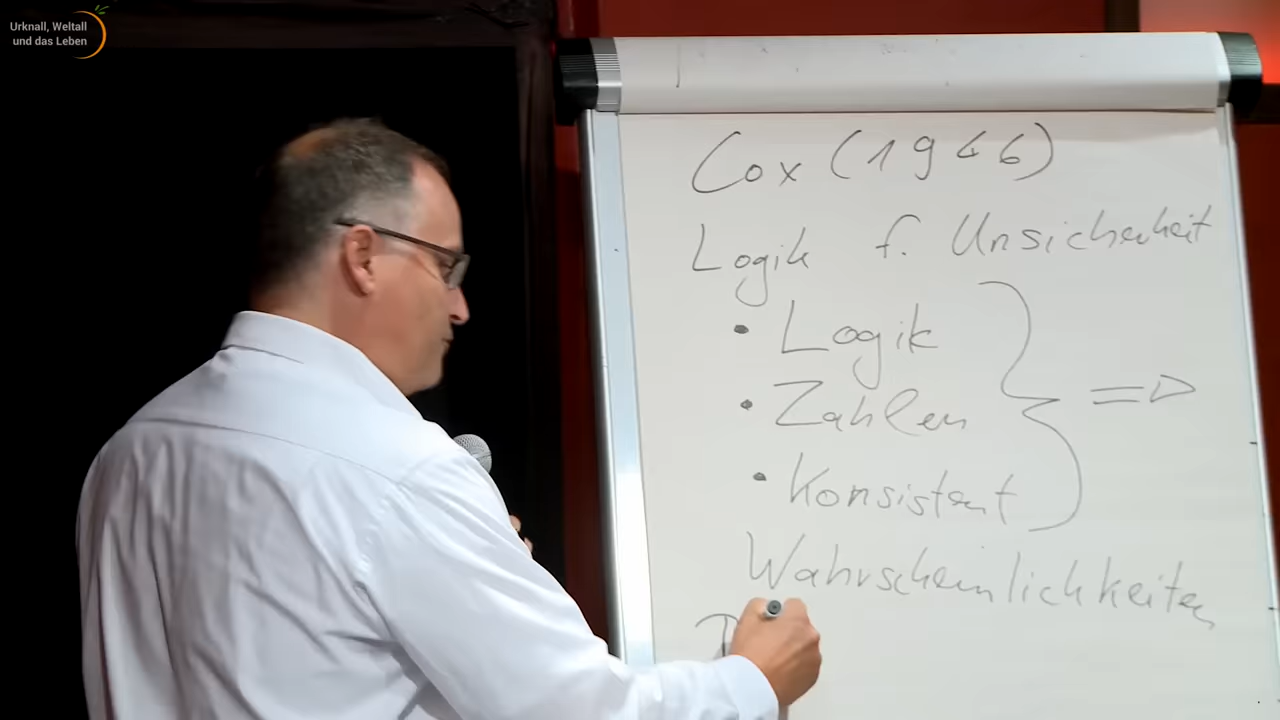 Urknall, Weltall
und das Leben
Cox (1946)
Logik f. Unsicherheit
• Logik
• Zahlen
• Konsistent
=>
Wahrscheinlichkeiten